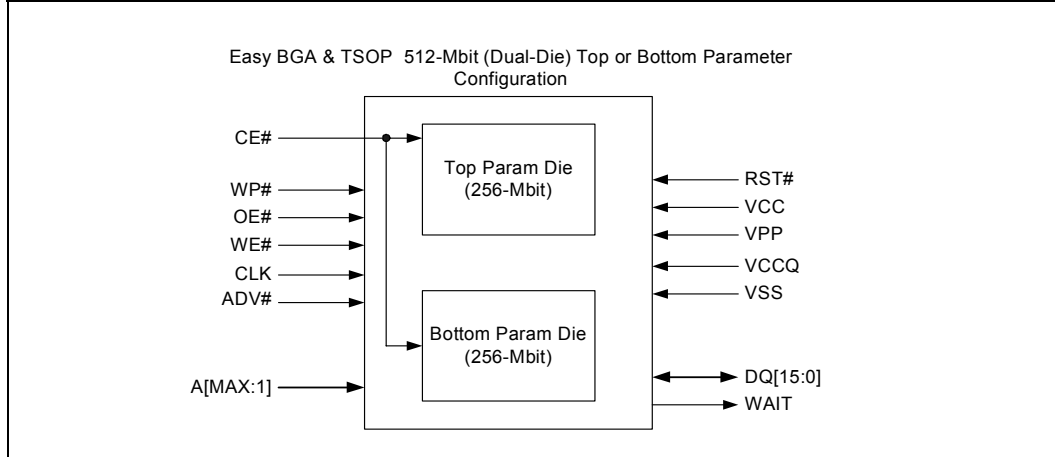 Easy BGA & TSOP 512-Mbit (Dual-Die) Top or Bottom Parameter
Configuration
CE#
WP#
OE#
WE#
CLK
ADV#
A[MAX:1]
Top Param Die
(256-Mbit)
Bottom Param Die
(256-Mbit)
RST#
VCC
VPP
VCCQ
VSS
DQ[15:0]
WAIT